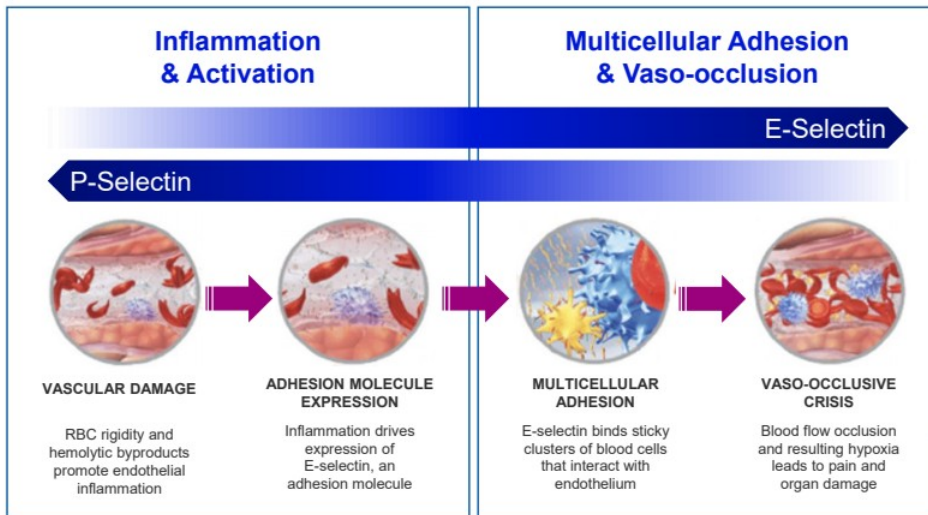 Inflammation
& Activation
Multicellular Adhesion
& Vaso-occlusion
E-Selectin
P-Selectin
VASCULAR DAMAGE
RBC rigidity and
hemolytic byproducts
promote endothelial
inflammation
ADHESION MOLECULE
EXPRESSION
Inflammation drives
expression of
E-selectin, an
adhesion molecule
MULTICELLULAR
ADHESION
E-selectin binds sticky
clusters of blood cells
that interact with
endothelium
VASO-OCCLUSIVE
CRISIS
Blood flow occlusion
and resulting hypoxia
leads to pain and
organ damage